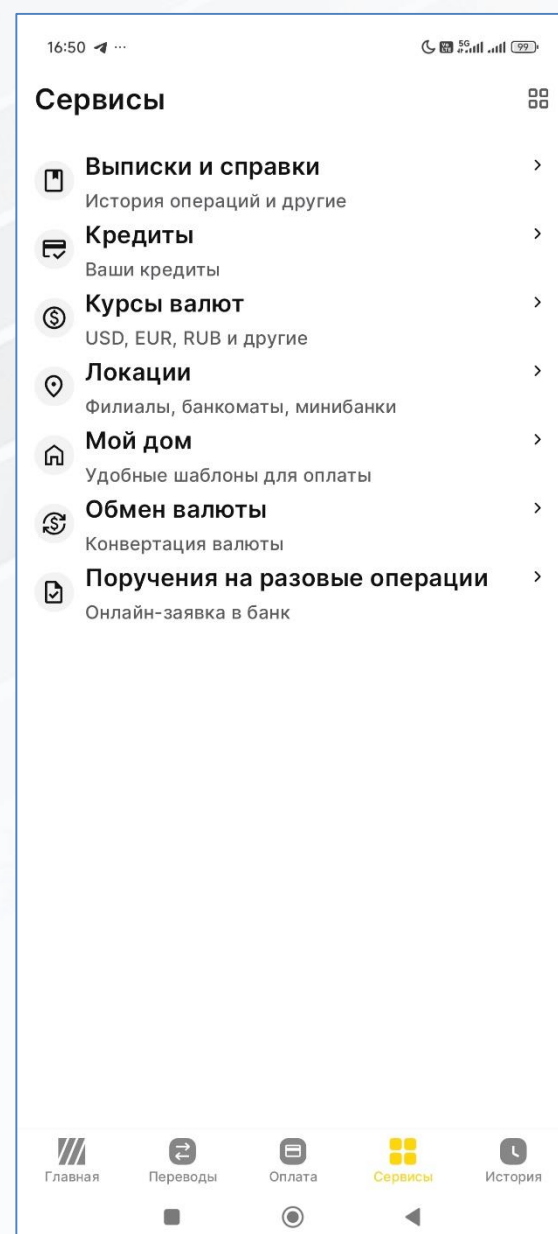 16:50
5G
99
Сервисы
Выписки и справки
История операций и другие
Кредиты
Ваши кредиты
Курсы валют
USD, EUR, RUB и другие
Локации
Филиалы, банкоматы, минибанки
Мой дом
Удобные шаблоны для оплаты
Обмен валюты
Конвертация валюты
Поручения на разовые операции
Онлайн-заявка в банк
Главная Переводы Оплата Сервисы История